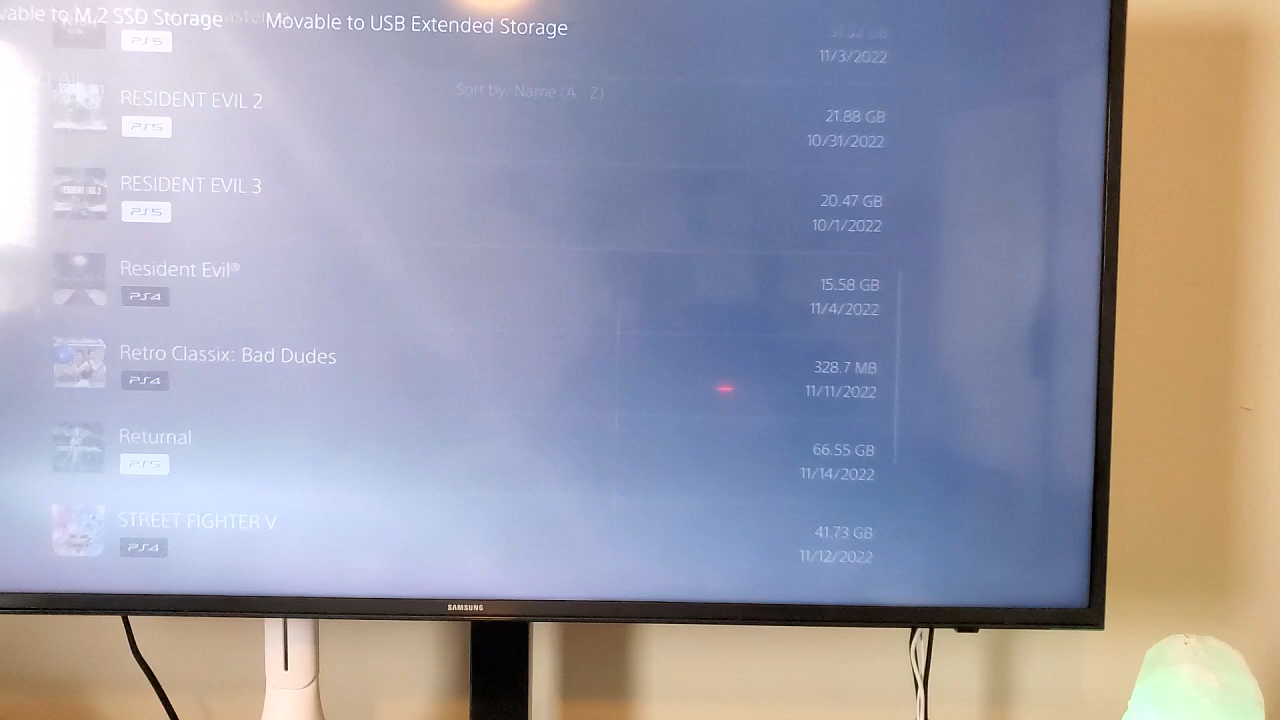 vable to M.2 SSD Storage
Movable to USB Extended Storage
PS5
11/3/2022
Sort by: Name (A - Z)
RESIDENT EVIL 2
PS5
21.88 GB
10/31/2022
RESIDENT EVIL 3
PS5
20.47 GB
10/1/2022
Resident Evil®
PS4
15.58 GB
11/4/2022
Retro Classix: Bad Dudes
PS4
328.7 MB
11/11/2022
Returnal
PS5
66.55 GB
11/14/2022
STREET FIGHTER V
PS4
41.73 GB
11/12/2022
SAMSUNG